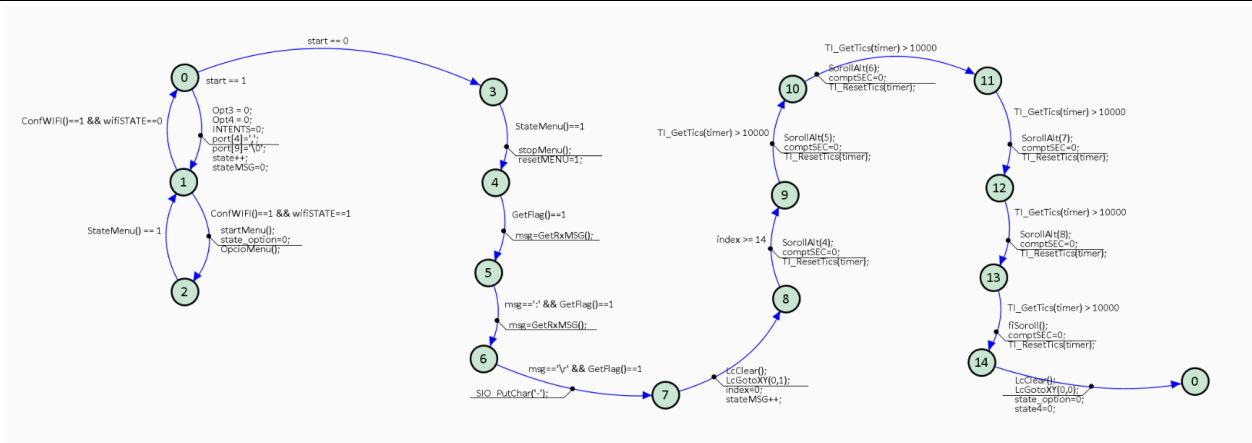 start == 0
0
start == 1
Opt3 = 0;
Opt4 = 0;
INTENTS=0;
port[4]=',';
port[9]='\0';
state++;
stateMSG=0;
ConfWIFI()==1 && wifiSTATE==0
1
ConfWIFI()==1 && wifiSTATE==1
startMenu();
state_option=0;
OpcioMenu();
StateMenu() == 1
2
3
StateMenu()==1
stopMenu();
resetMENU=1;
4
GetFlag()==1
msg=GetRxMSG();
5
msg==':' && GetFlag()==1
msg=GetRxMSG();
6
msg=='\r' && GetFlag()==1
SIO_PutChar('-');
7
LcClear();
LcGotoXY(0,1);
index=0;
stateMSG++;
8
index >= 14
SorollAlt(4);
comptSEC=0;
TI_ResetTics(timer);
9
TI_GetTics(timer) > 10000
SorollAlt(5);
comptSEC=0;
TI_ResetTics(timer);
10
TI_GetTics(timer) > 10000
SorollAlt(6);
comptSEC=0;
TI_ResetTics(timer);
11
TI_GetTics(timer) > 10000
SorollAlt(7);
comptSEC=0;
TI_ResetTics(timer);
12
TI_GetTics(timer) > 10000
SorollAlt(8);
comptSEC=0;
TI_ResetTics(timer);
13
TI_GetTics(timer) > 10000
fiSoroll();
comptSEC=0;
TI_ResetTics(timer);
14
LcClear();
LcGotoXY(0,0);
state_option=0;
state4=0;
0